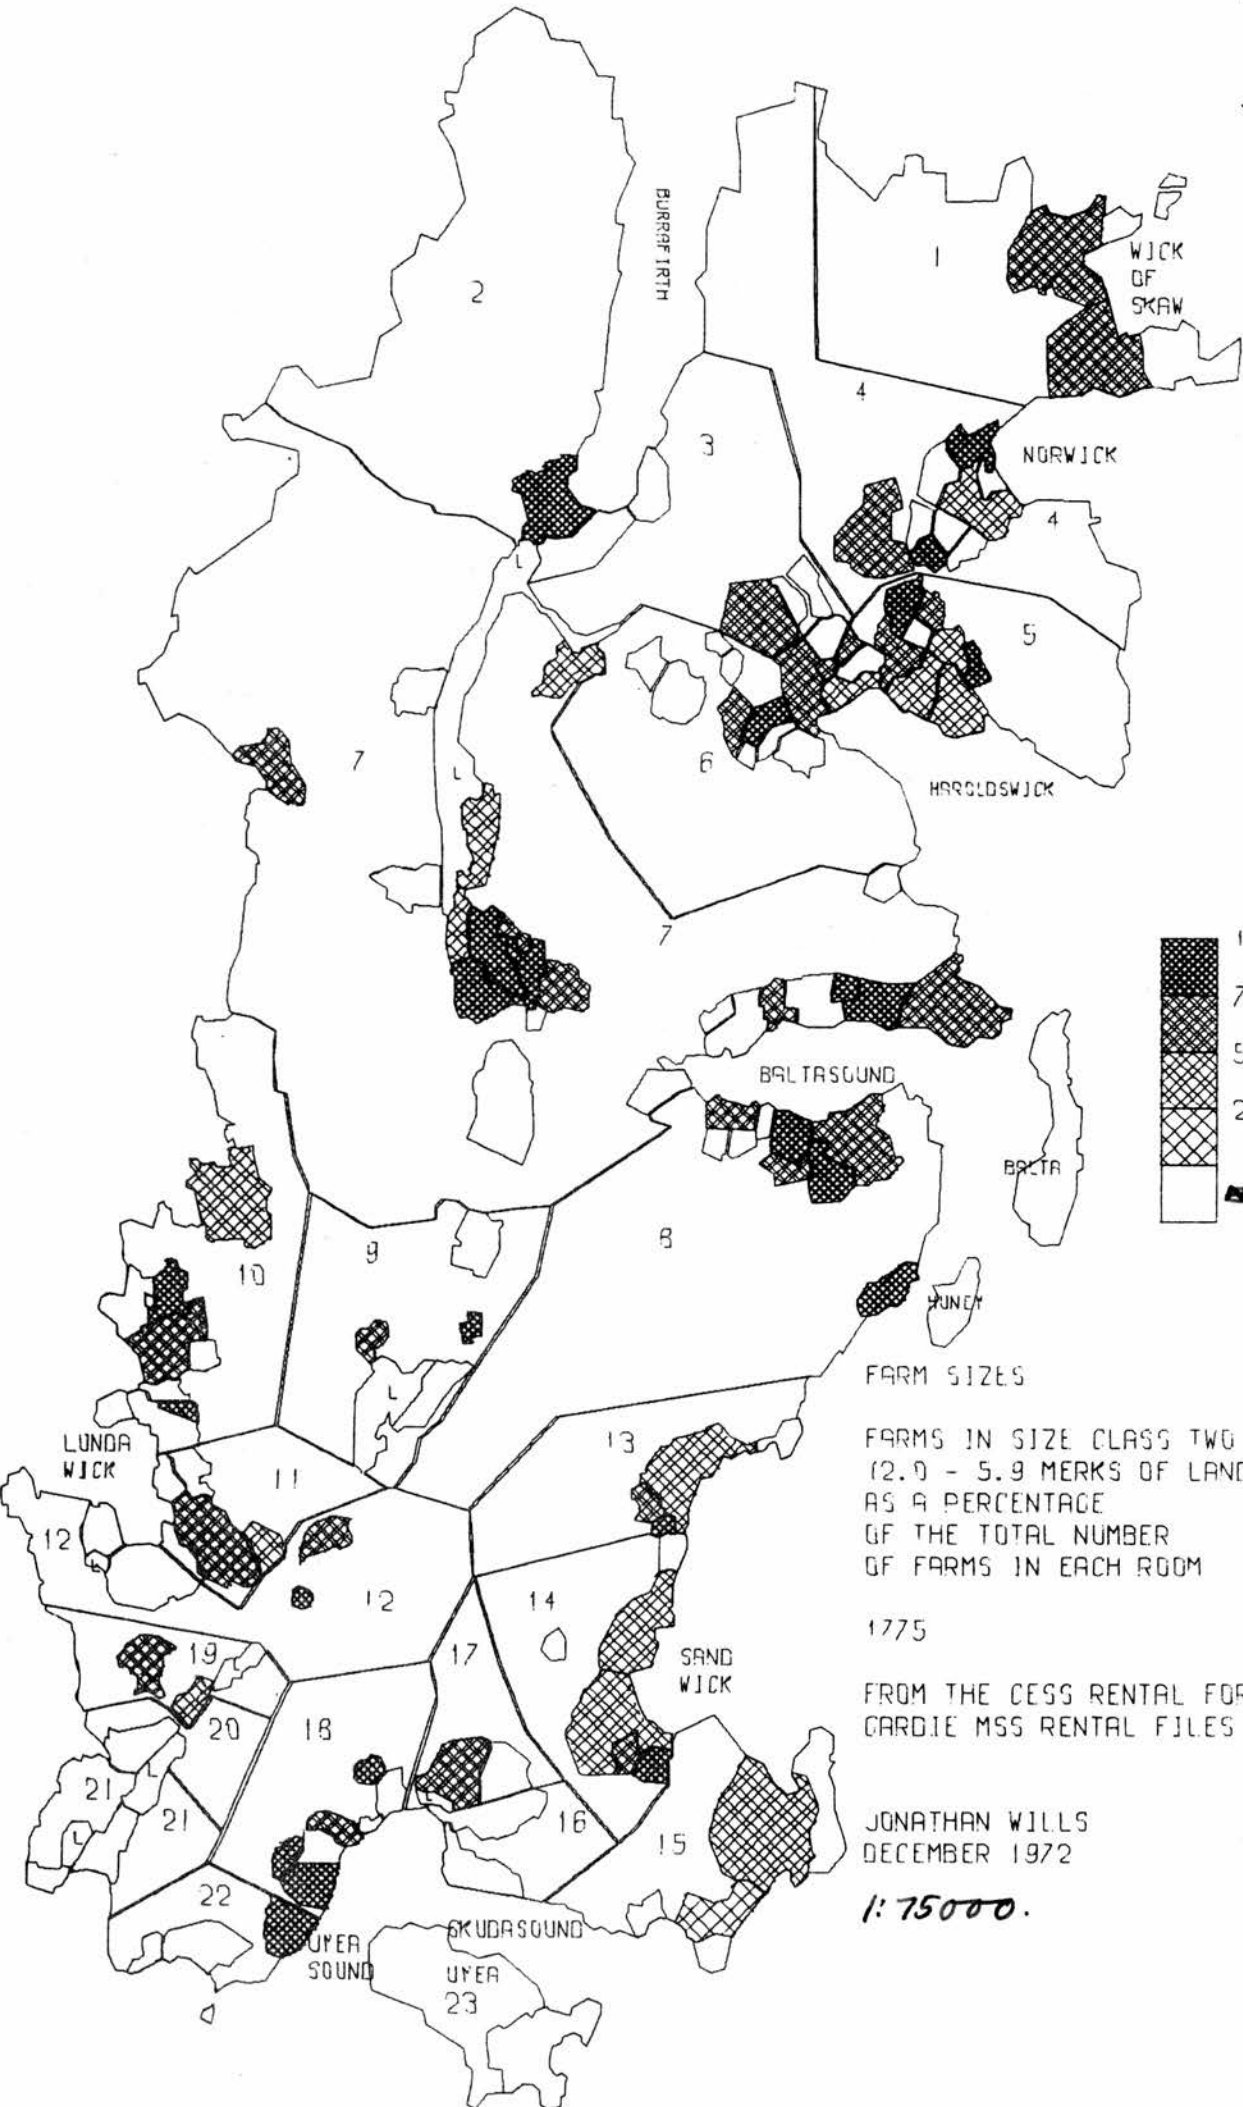 BURRAFIRTH
1
2
WICK
OF
SKAW
4
3
NORWICK
4
L
5
7
L
6
HAROLDSWICK
7
1
7
5
2
BALTASOUND
BALTA
8
9
10
HUNEY
L
FARM SIZES
FARMS IN SIZE CLASS TWO
(2.0 - 5.9 MERKS OF LAND
AS A PERCENTAGE
OF THE TOTAL NUMBER
OF FARMS IN EACH ROOM
1775
FROM THE CESS RENTAL FOR
GARDIE MSS RENTAL FILES
JONATHAN WILLS
DECEMBER 1972
1:75000.
LUNDA
WICK
11
13
12
L
12
14
17
SAND
WICK
19
L
20
18
21
L
21
L
L
16
15
22
UYEA
SOUND
SKUDASOUND
UYEA
23